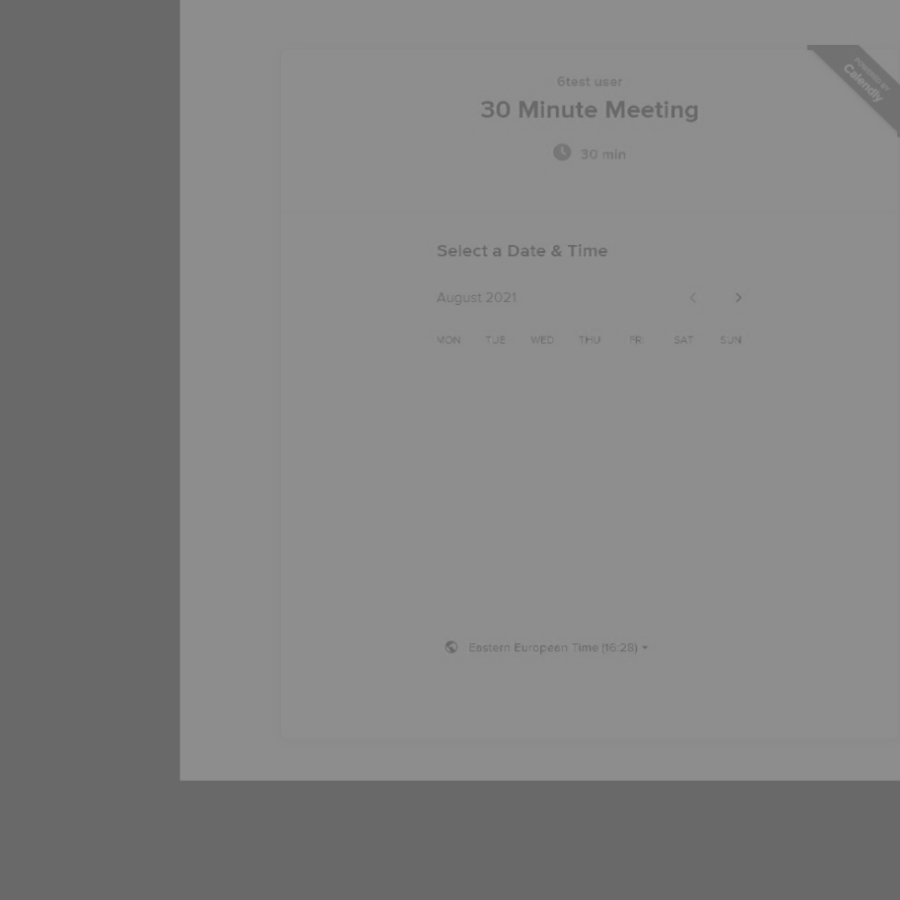 6test user
30 Minute Meeting
30 min
POWERED BY
Calendly
Select a Date & Time
August 2021
MON TUE WED THU FRI SAT SUN
Eastern European Time (16:28)